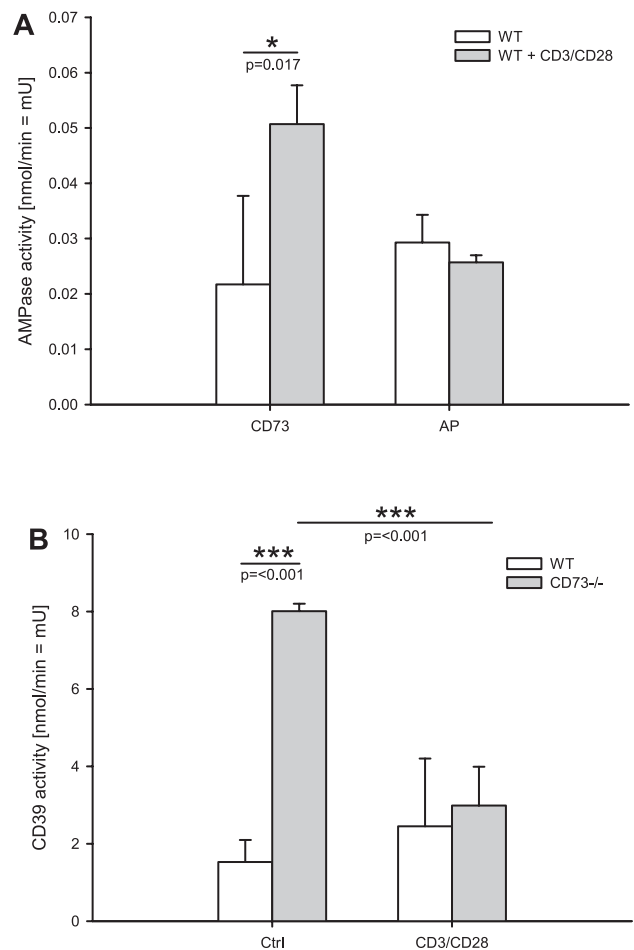 A
0.07
0.06
0.05
0.04
0.03
0.02
0.01
0.00
AMPase activity [nmol/min = mU]
WT
WT + CD3/CD28
*
p=0.017
CD73
AP
B
10
8
6
4
2
0
CD39 activity [nmol/min = mU]
***
p=<0.001
***
p=<0.001
WT
CD73-/-
Ctrl
CD3/CD28